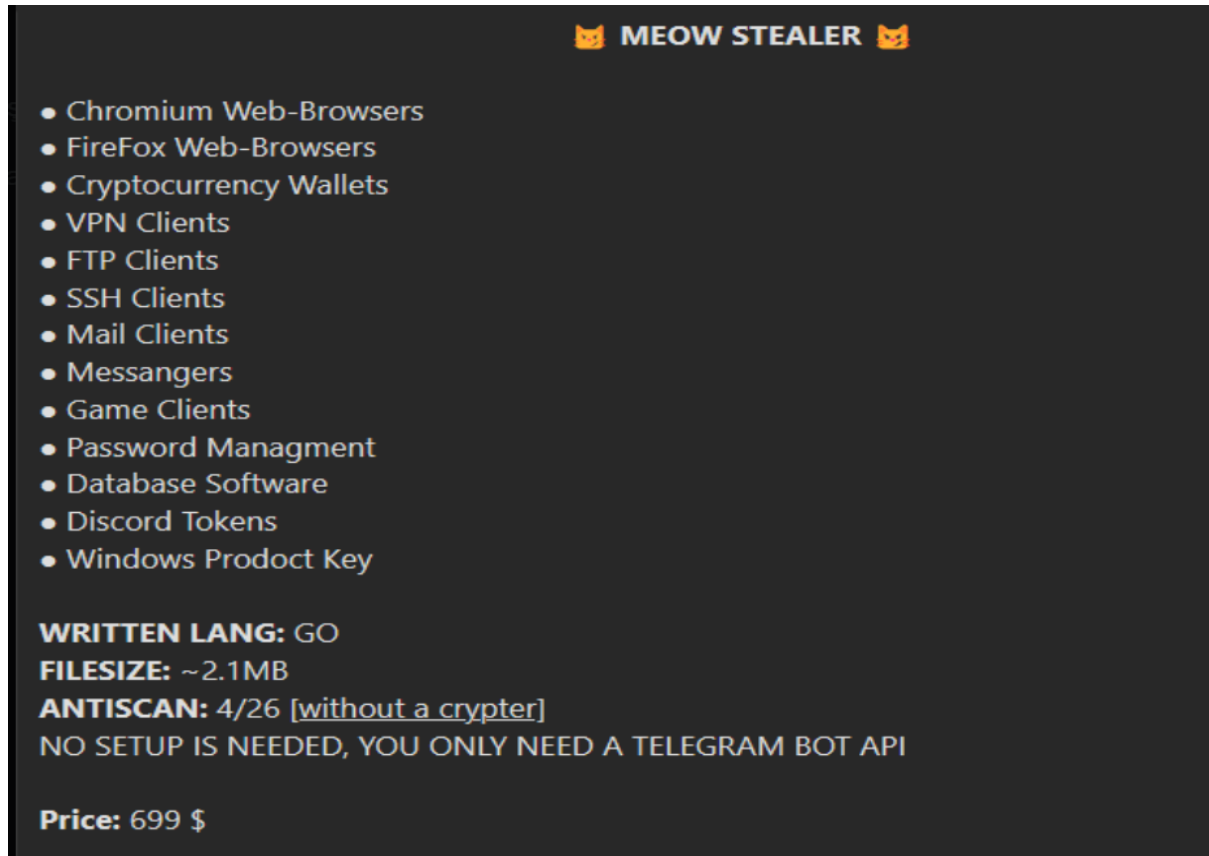 😼 MEOW STEALER 😼
● Chromium Web-Browsers
● FireFox Web-Browsers
● Cryptocurrency Wallets
● VPN Clients
● FTP Clients
● SSH Clients
● Mail Clients
● Messangers
● Game Clients
● Password Managment
● Database Software
● Discord Tokens
● Windows Prodoct Key
WRITTEN LANG: GO
FILESIZE: ~2.1MB
ANTISCAN: 4/26 [without a crypter]
NO SETUP IS NEEDED, YOU ONLY NEED A TELEGRAM BOT API
Price: 699 $